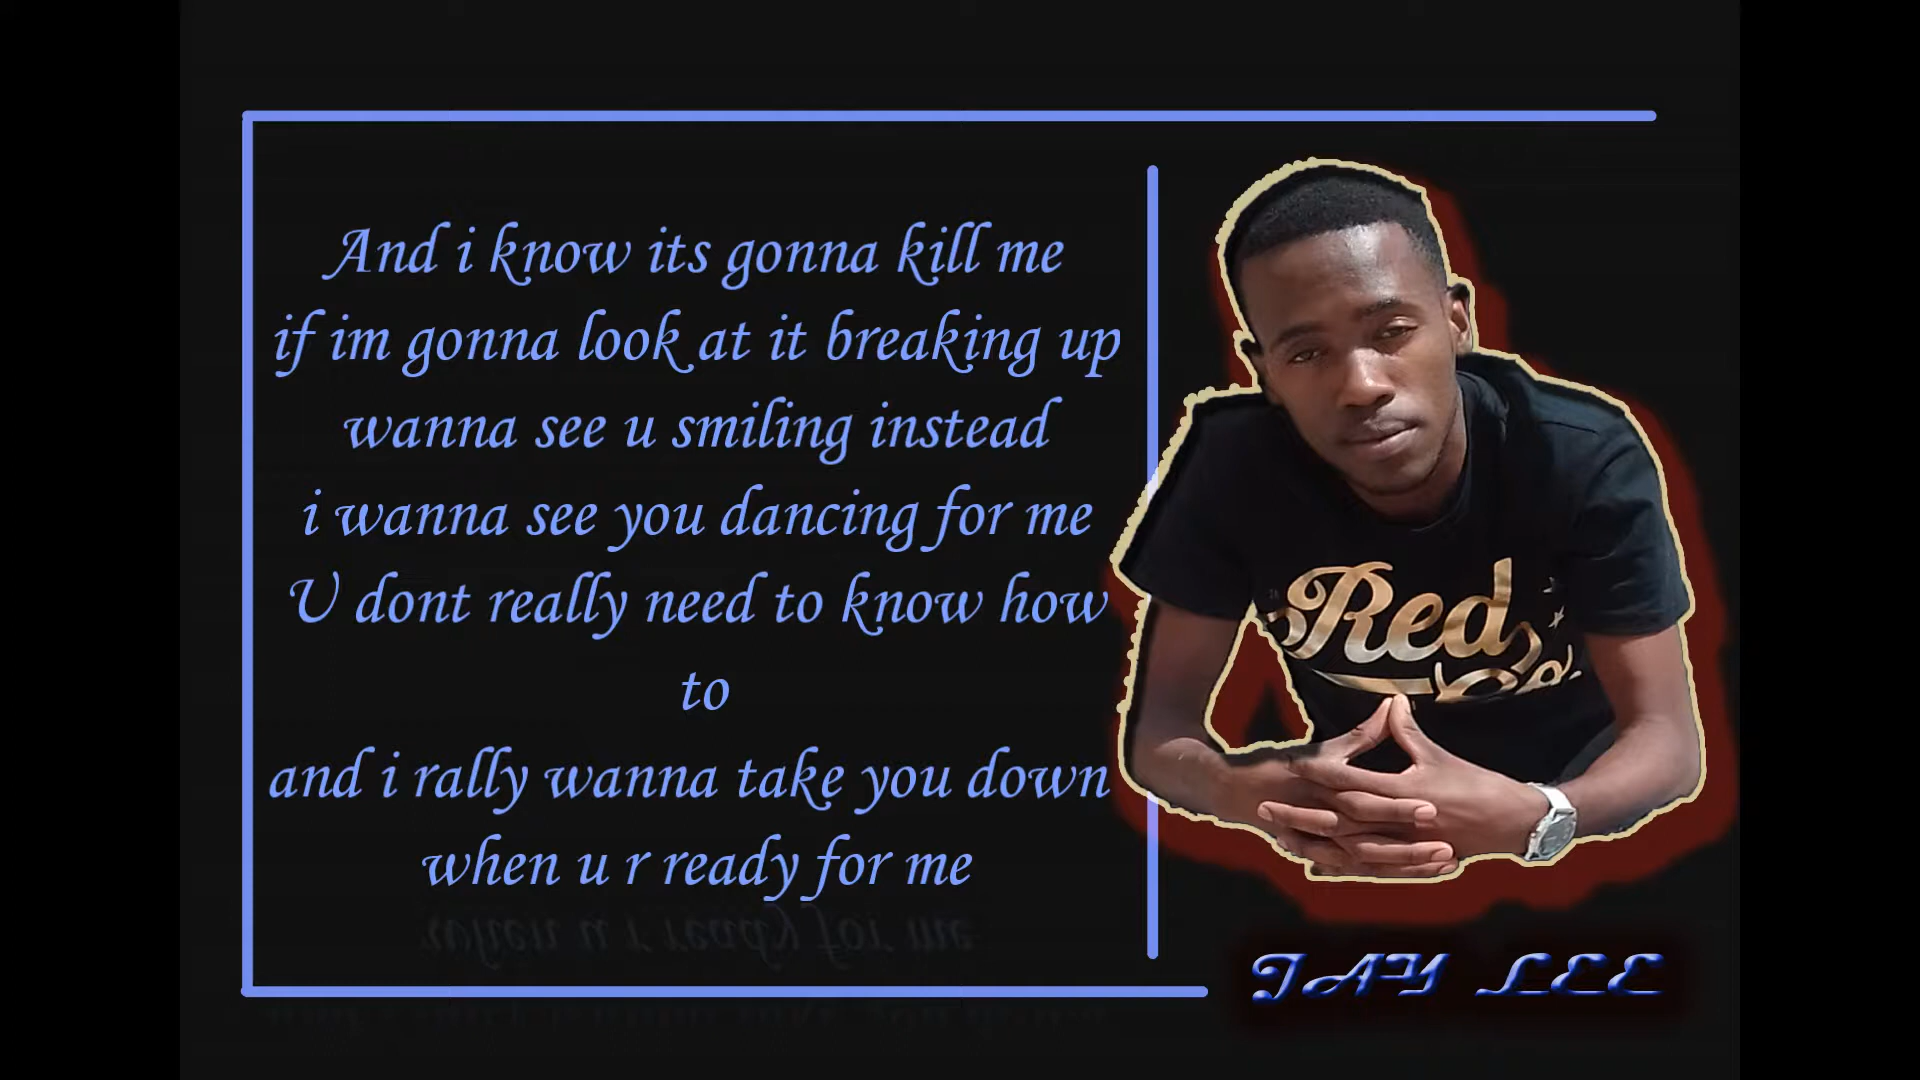 And i know its gonna kill me
if im gonna look at it breaking up
wanna see u smiling instead
i wanna see you dancing for me
U dont really need to know how
to
and i rally wanna take you down
when u r ready for me
Red
JAY LEE